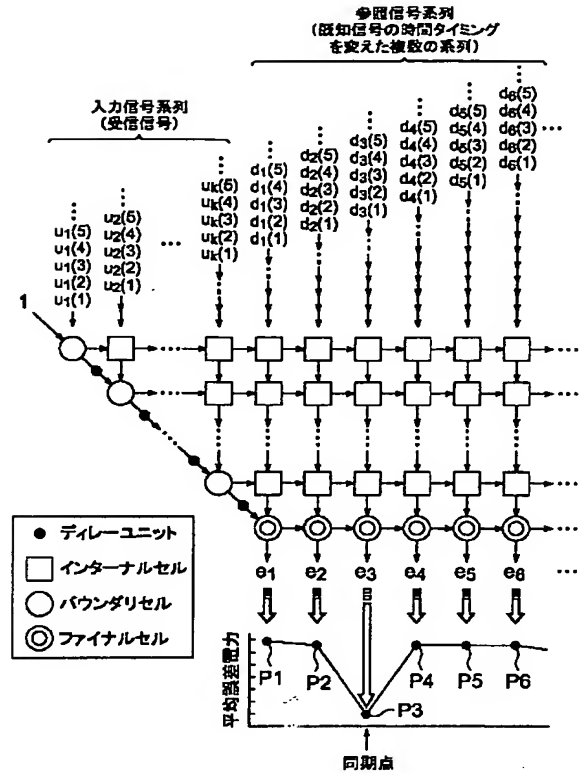 参照信号系列
(既知信号の時間タイミング
を変えた複数の系列)
入力信号系列
(受信信号)
u1(5)
u1(4)
u1(3)
u1(2)
u1(1)
u2(5)
u2(4)
u2(3)
u2(2)
u2(1)
uk(5)
uk(4)
uk(3)
uk(2)
uk(1)
d1(5)
d1(4)
d1(3)
d1(2)
d1(1)
d2(5)
d2(4)
d2(3)
d2(2)
d2(1)
d3(5)
d3(4)
d3(3)
d3(2)
d3(1)
d4(5)
d4(4)
d4(3)
d4(2)
d4(1)
d5(5)
d5(4)
d5(3)
d5(2)
d5(1)
d6(5)
d6(4)
d6(3)
d6(2)
d6(1)
1
ディレーユニット
インターナルセル
バウンダリセル
ファイナルセル
e1 e2 e3 e4 e5 e6
平均誤差電力
P1 P2 P3 P4 P5 P6
同期点